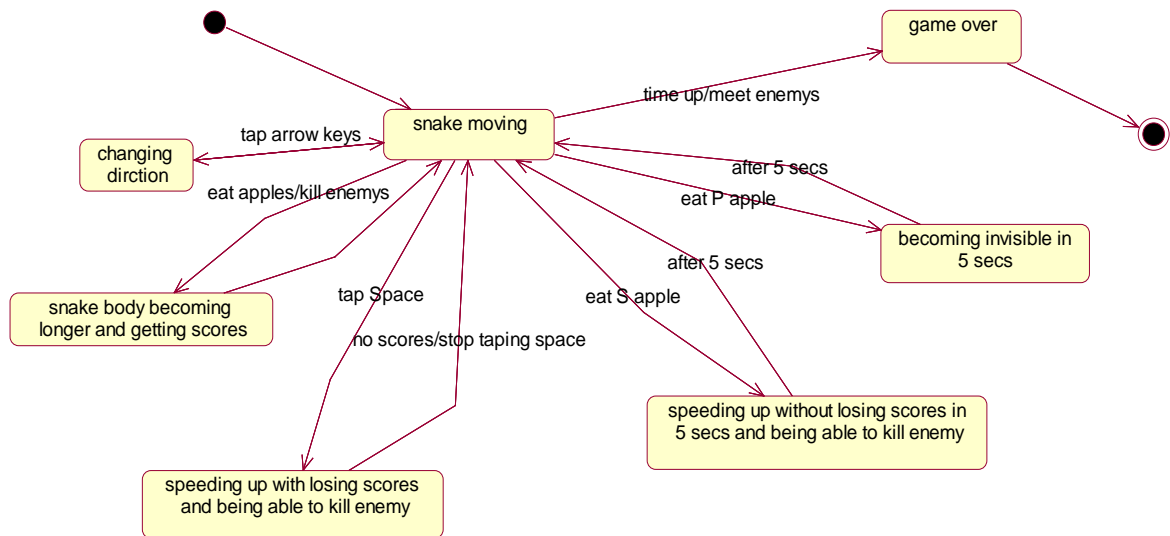 game over
time up/meet enemys
snake moving
tap arrow keys
changing
dirction
after 5 secs
eat apples/kill enemys
eat P apple
becoming invisible in
5 secs
after 5 secs
tap Space
eat S apple
snake body becoming
longer and getting scores
no scores/stop taping space
speeding up without losing scores in
5 secs and being able to kill enemy
speeding up with losing scores
and being able to kill enemy